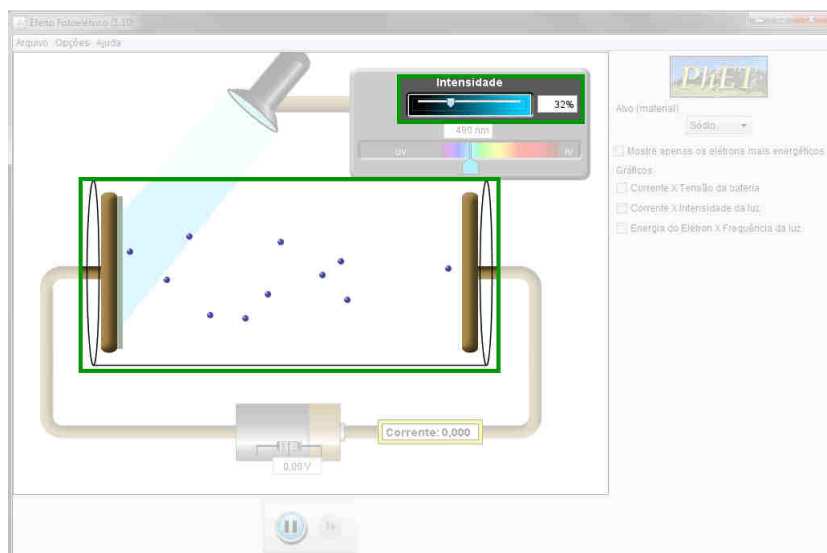 Efeito Fotoelétrico (1.10)
Arquivo Opções Ajuda
Intensidade
32%
490 nm
UV
IV
PhET
Alvo (material)
Sódio
Mostre apenas os elétrons mais energéticos
Gráficos
Corrente X Tensão da bateria
Corrente X Intensidade da luz
Energia do Elétron X Frequência da luz
Corrente: 0,000
0,00 V